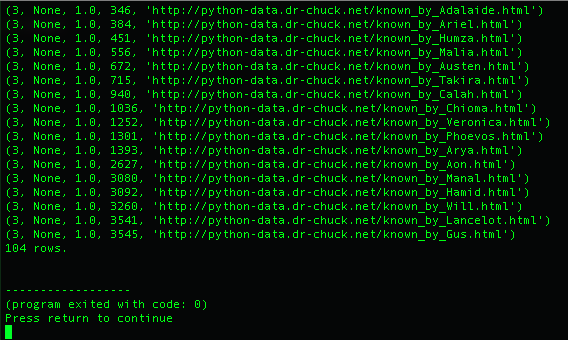 (3, None, 1.0, 346, 'http://python-data.dr-chuck.net/known_by_Adalaide.html')
(3, None, 1.0, 384, 'http://python-data.dr-chuck.net/known_by_Ariel.html')
(3, None, 1.0, 451, 'http://python-data.dr-chuck.net/known_by_Humza.html')
(3, None, 1.0, 556, 'http://python-data.dr-chuck.net/known_by_Malia.html')
(3, None, 1.0, 672, 'http://python-data.dr-chuck.net/known_by_Austen.html')
(3, None, 1.0, 715, 'http://python-data.dr-chuck.net/known_by_Takira.html')
(3, None, 1.0, 940, 'http://python-data.dr-chuck.net/known_by_Calah.html')
(3, None, 1.0, 1036, 'http://python-data.dr-chuck.net/known_by_Chioma.html')
(3, None, 1.0, 1252, 'http://python-data.dr-chuck.net/known_by_Veronica.html')
(3, None, 1.0, 1301, 'http://python-data.dr-chuck.net/known_by_Phoevos.html')
(3, None, 1.0, 1393, 'http://python-data.dr-chuck.net/known_by_Arya.html')
(3, None, 1.0, 2627, 'http://python-data.dr-chuck.net/known_by_Aon.html')
(3, None, 1.0, 3080, 'http://python-data.dr-chuck.net/known_by_Manal.html')
(3, None, 1.0, 3092, 'http://python-data.dr-chuck.net/known_by_Hamid.html')
(3, None, 1.0, 3260, 'http://python-data.dr-chuck.net/known_by_Will.html')
(3, None, 1.0, 3541, 'http://python-data.dr-chuck.net/known_by_Lancelot.html')
(3, None, 1.0, 3545, 'http://python-data.dr-chuck.net/known_by_Gus.html')
104 rows.
------------------
(program exited with code: 0)
Press return to continue